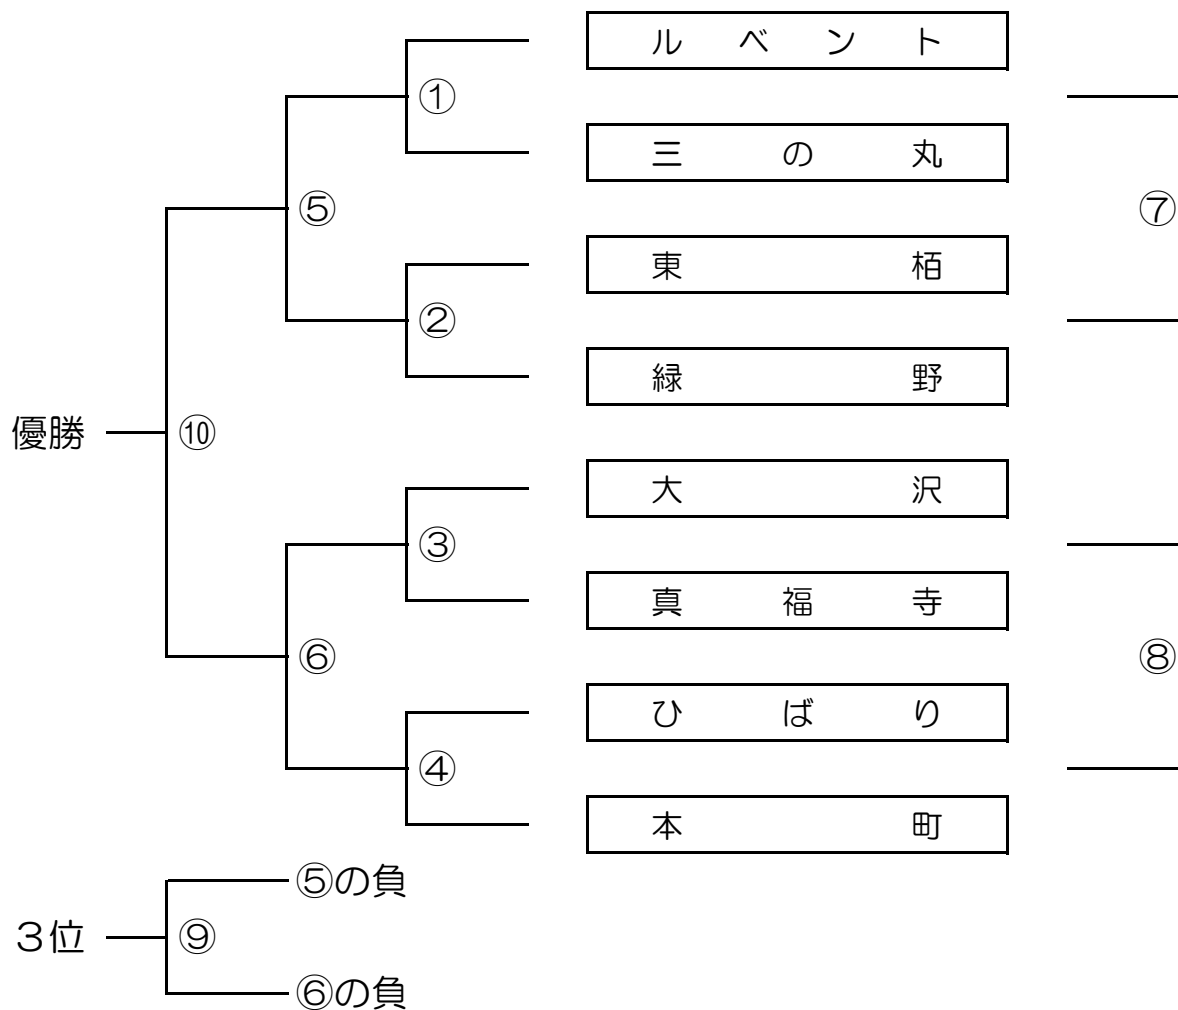 ルベント
①
三の丸
⑤
⑦
東栢
②
緑野
優勝
⑩
大沢
③
真福寺
⑥
⑧
ひばり
④
本町
⑤の負
３位
⑨
⑥の負